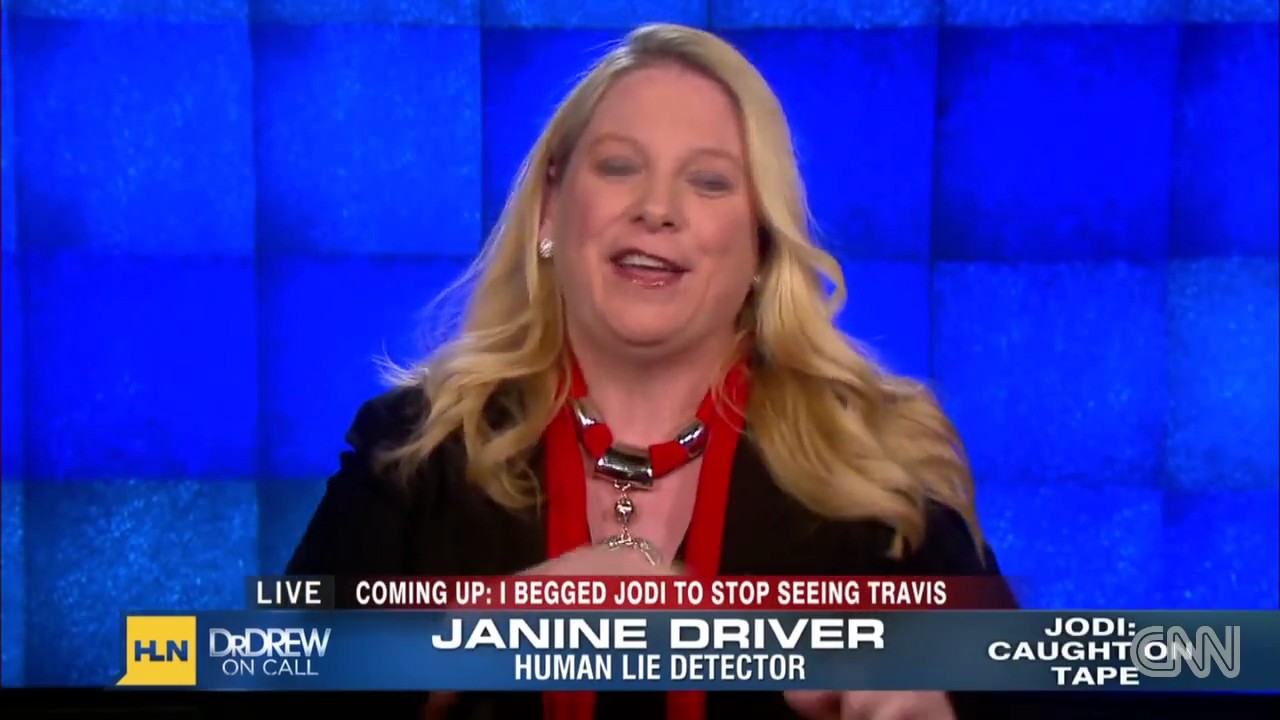 LIVE
COMING UP: I BEGGED JODI TO STOP SEEING TRAVIS
HLN
DRDREW
ON CALL
JANINE DRIVER
HUMAN LIE DETECTOR
JODI:
CAUGHT ON
TAPE
CNN